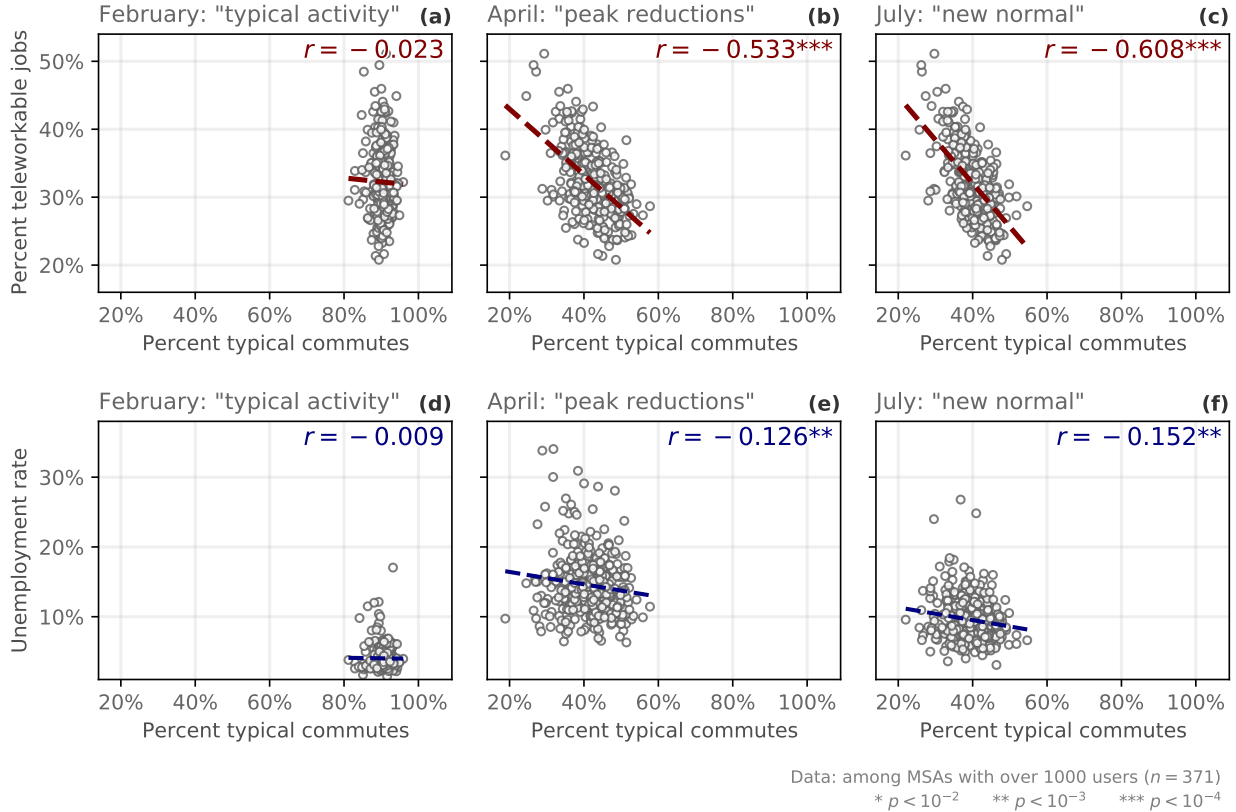 February: "typical activity" (a)
April: "peak reductions" (b)
July: "new normal" (c)
r = −0.023
r = −0.533***
r = −0.608***
Percent teleworkable jobs
50%
40%
30%
20%
20% 40% 60% 80% 100%
20% 40% 60% 80% 100%
20% 40% 60% 80% 100%
Percent typical commutes
Percent typical commutes
Percent typical commutes
February: "typical activity" (d)
April: "peak reductions" (e)
July: "new normal" (f)
r = −0.009
r = −0.126**
r = −0.152**
Unemployment rate
30%
20%
10%
20% 40% 60% 80% 100%
20% 40% 60% 80% 100%
20% 40% 60% 80% 100%
Percent typical commutes
Percent typical commutes
Percent typical commutes
Data: among MSAs with over 1000 users (n = 371)
* p < 10⁻² ** p < 10⁻³ *** p < 10⁻⁴